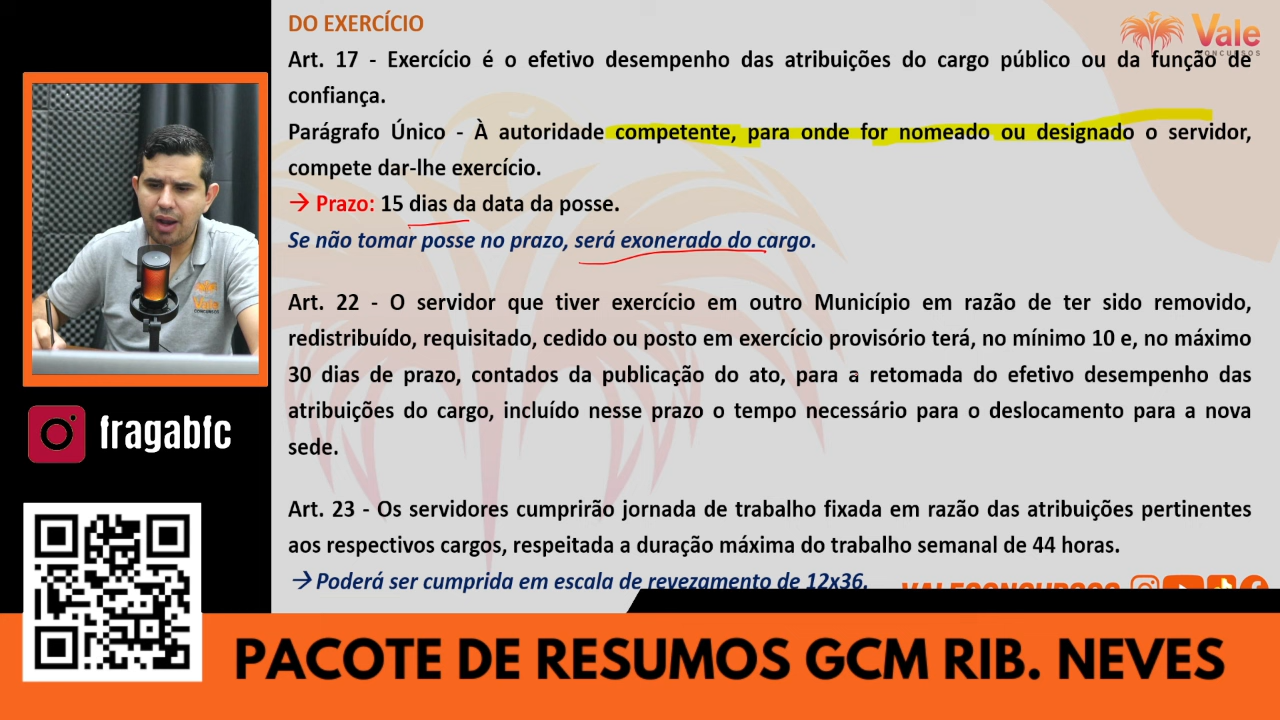 DO EXERCÍCIO
Vale
CONCURSOS
Art. 17 - Exercício é o efetivo desempenho das atribuições do cargo público ou da função de
confiança.
Parágrafo Único - À autoridade competente, para onde for nomeado ou designado o servidor,
compete dar-lhe exercício.
→ Prazo: 15 dias da data da posse.
Se não tomar posse no prazo, será exonerado do cargo.
Art. 22 - O servidor que tiver exercício em outro Município em razão de ter sido removido,
redistribuído, requisitado, cedido ou posto em exercício provisório terá, no mínimo 10 e, no máximo
30 dias de prazo, contados da publicação do ato, para a retomada do efetivo desempenho das
atribuições do cargo, incluído nesse prazo o tempo necessário para o deslocamento para a nova
sede.
Art. 23 - Os servidores cumprirão jornada de trabalho fixada em razão das atribuições pertinentes
aos respectivos cargos, respeitada a duração máxima do trabalho semanal de 44 horas.
→ Poderá ser cumprida em escala de revezamento de 12x36.
VALECONCURSOS
fragabfc
PACOTE DE RESUMOS GCM RIB. NEVES